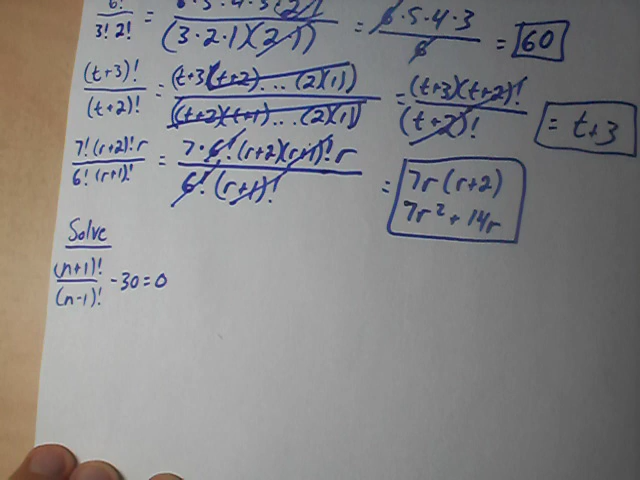 6!/3! 2! = 6·5·4·3(2·1)/(3·2·1)(2·1) = 6·5·4·3/6 = 60
(t+3)!/(t+2)! = (t+3)(t+2)...(2)(1)/(t+2)(t+1)...(2)(1) = (t+3)(t+2)!/(t+2)! = t+3
7!(r+2)!r/6!(r+1)! = 7·6!(r+2)(r+1)!r/6!(r+1)! = 7r(r+2)
7r²+14r
Solve
(n+1)!/(n-1)! -30=0